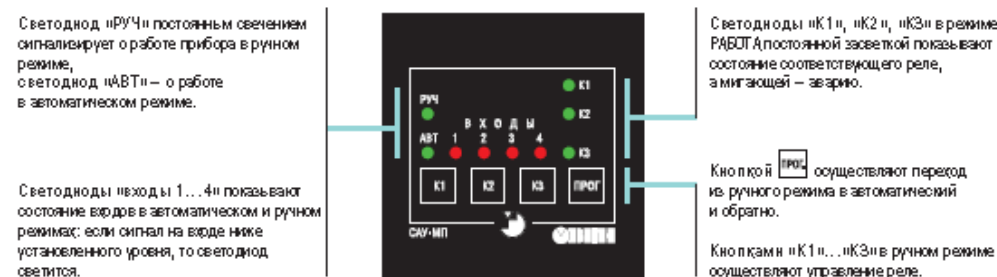 Светодиод «РУЧ» постоянным свечением
сигнализирует о работе прибора в ручном
режиме,
светодиод «АВТ» — о работе
в автоматическом режиме.
Светодиоды «входы 1...4» показывают
состояние входов в автоматическом и ручном
режимах: если сигнал на входе ниже
установленного уровня, то светодиод
светится.
РУЧ
К1
К2
ВХОДЫ
АВТ 1 2 3 4
К3
К1 К2 К3 ПРОГ
САУ-МП ОВЕН
Светодиоды «К1», «К2», «К3» в режиме
РАБОТА постоянной засветкой показывают
состояние соответствующего реле,
а мигающей — аварию.
Кнопкой ПРОГ. осуществляют переход
из ручного режима в автоматический
и обратно.
Кнопками «К1»...«К3» в ручном режиме
осуществляют управление реле.